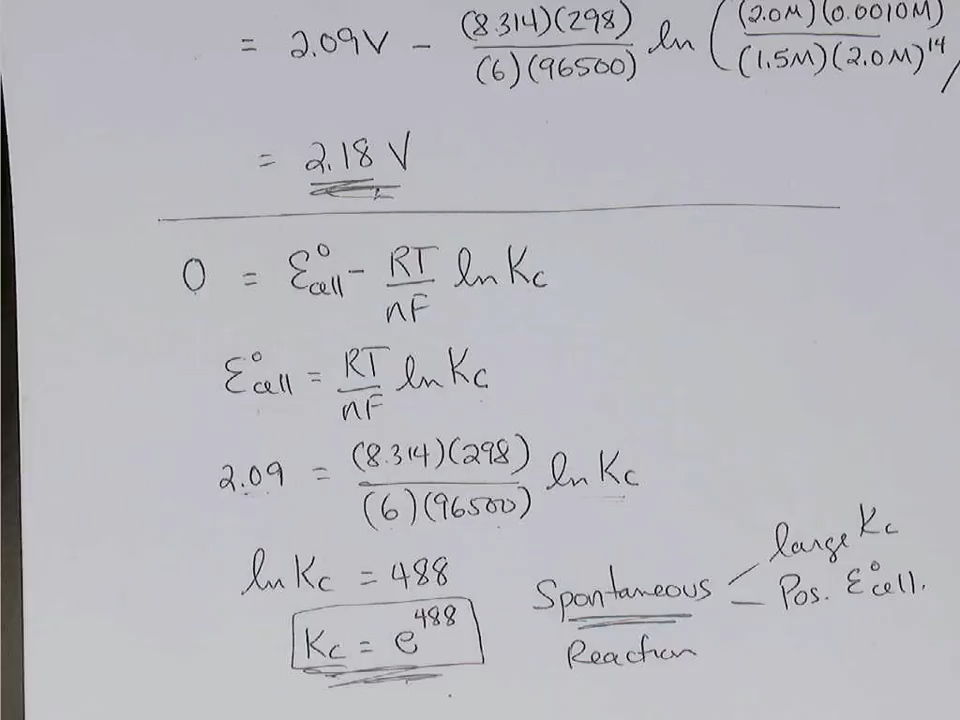 = 2.09V - (8.314)(298)/(6)(96500) ln ((2.0M)(0.0010M)/(1.5M)(2.0M)^14
= 2.18 V
0 = ℰ°cell - RT/nF ln Kc
ℰ°cell = RT/nF ln Kc
2.09 = (8.314)(298)/(6)(96500) ln Kc
ln Kc = 488
Kc = e^488
Spontaneous
Reaction
large Kc
Pos. ℰ°cell.